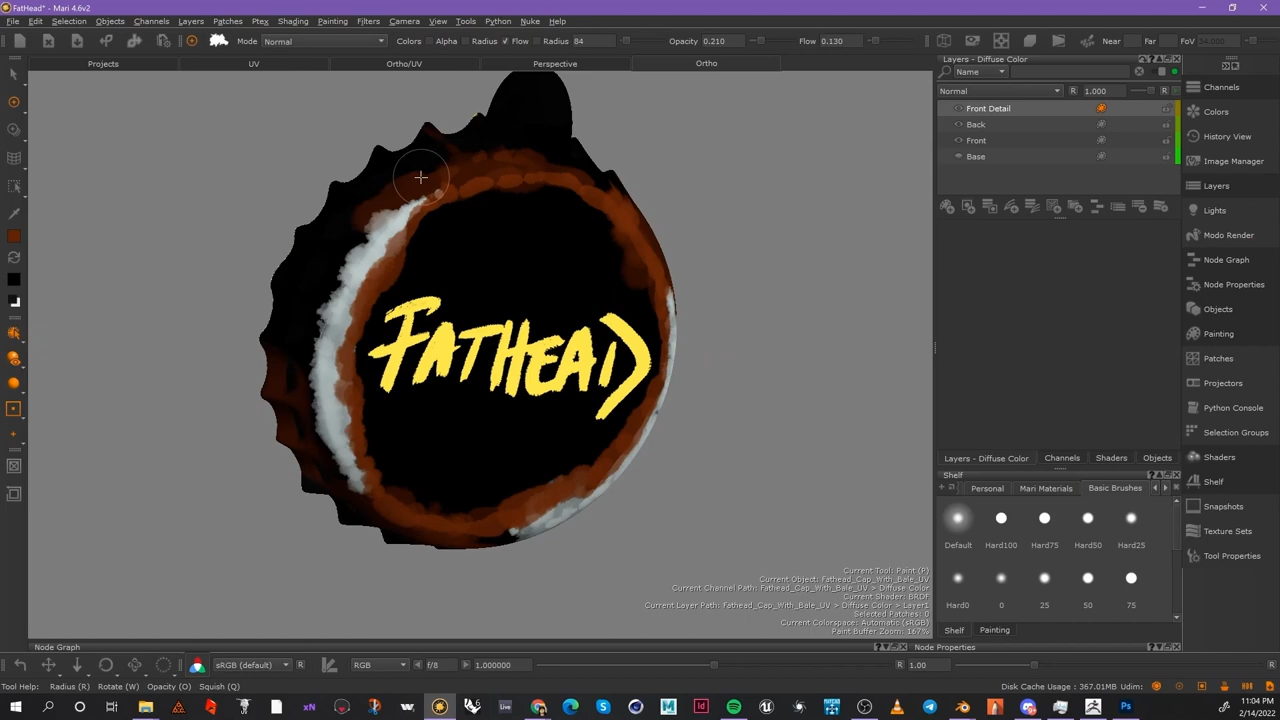 FatHead* - Mari 4.6v2
File Edit Selection Objects Channels Layers Patches Ptex Shading Painting Filters Camera View Tools Python Nuke Help
Mode Normal Colors Alpha Radius Flow Radius 84 Opacity 0.210 Flow 0.130 Near Far FoV 24.000
Projects UV Ortho/UV Perspective Ortho
Layers - Diffuse Color
Name
Normal R 1.000 R
Front Detail
Back
Front
Base
Channels
Colors
History View
Image Manager
Layers
Lights
Modo Render
Node Graph
Node Properties
Objects
Painting
Patches
Projectors
Python Console
Selection Groups
Shaders
Shelf
Snapshots
Texture Sets
Tool Properties
FATHEAD
Layers - Diffuse Color Channels Shaders Objects
Shelf
Personal Mari Materials Basic Brushes
Default Hard100 Hard75 Hard50 Hard25
Hard0 0 25 50 75
Shelf Painting
Current Tool: Paint (P)
Current Object: Fathead_Cap_With_Bale_UV
Current Channel Path: Fathead_Cap_With_Bale_UV > Diffuse Color
Current Shader: BRDF
Current Layer Path: Fathead_Cap_With_Bale_UV > Diffuse Color > Layer1
Selected Patches: 0
Current Colorspace: Automatic (sRGB)
Paint Buffer Zoom: 167%
Node Graph Node Properties
sRGB (default) R RGB f/8 1.000000 R 1.00 R
Tool Help: Radius (R) Rotate (W) Opacity (O) Squish (Q) Disk Cache Usage: 367.01MB Udim:
11:04 PM
2/14/2022